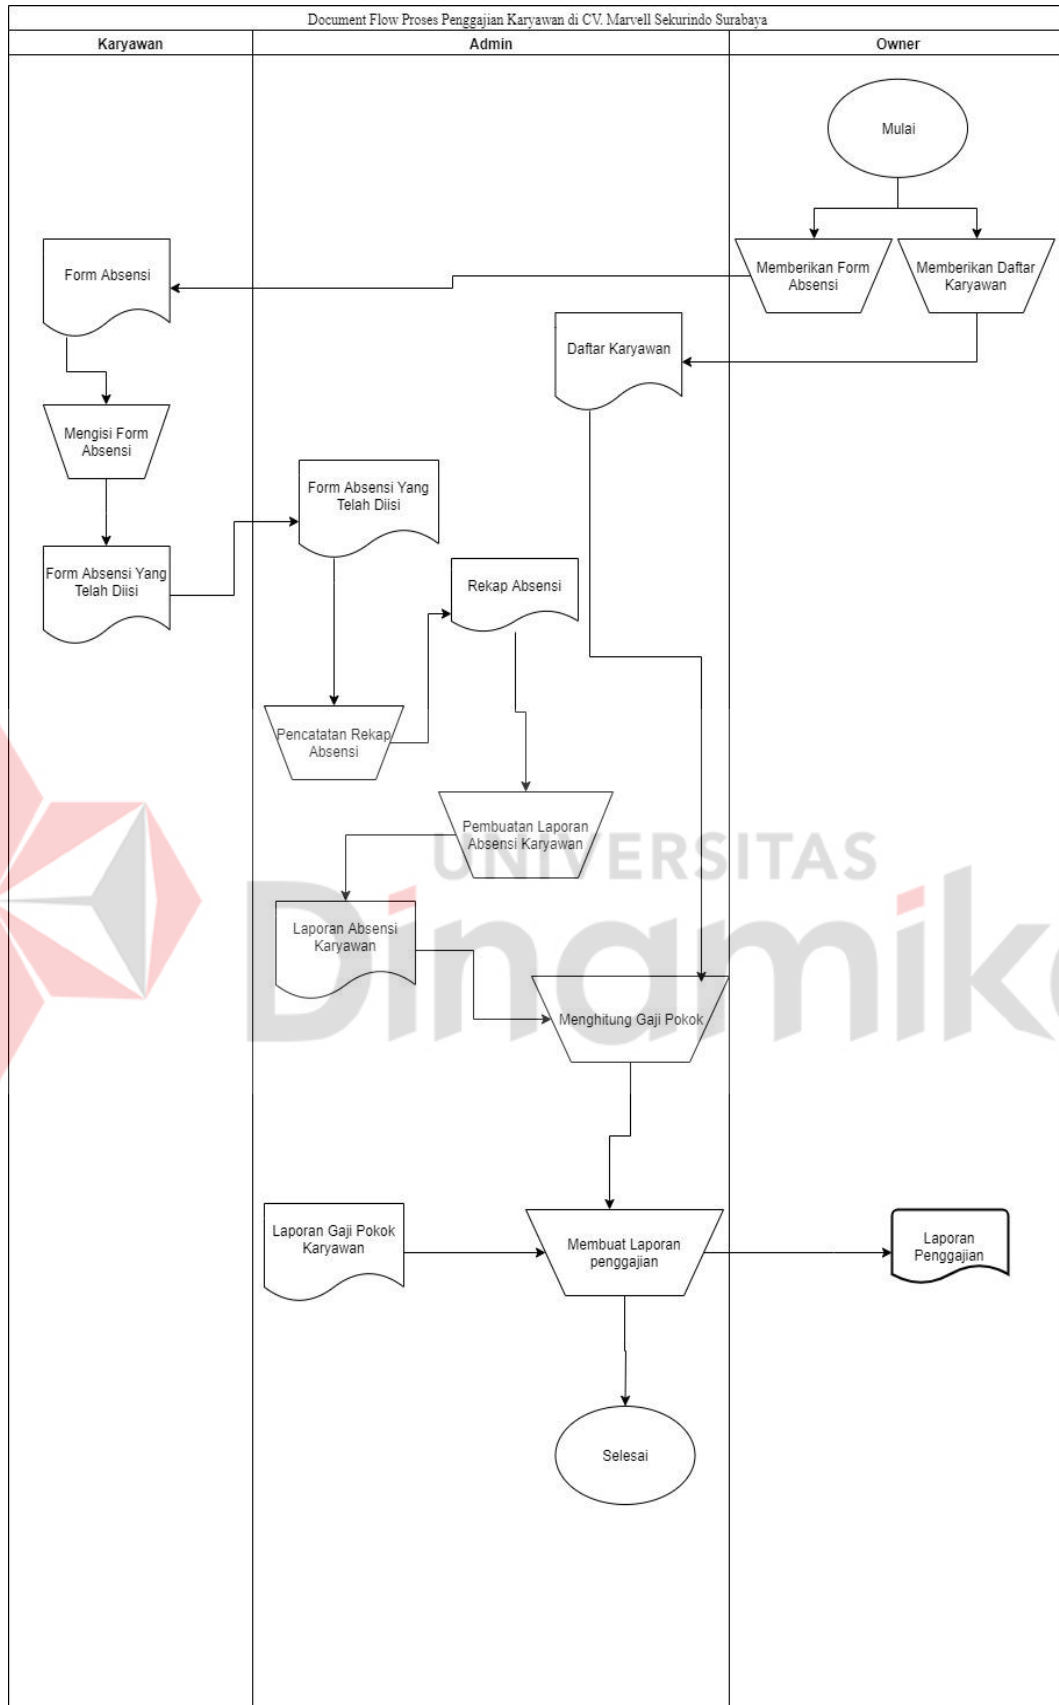 Document Flow Proses Penggajian Karyawan di CV. Marvell Sekurindo Surabaya
Karyawan
Admin
Owner
Mulai
Form Absensi
Memberikan Form
Absensi
Memberikan Daftar
Karyawan
Daftar Karyawan
Mengisi Form
Absensi
Form Absensi Yang
Telah Diisi
Form Absensi Yang
Telah Diisi
Rekap Absensi
Pencatatan Rekap
Absensi
Pembuatan Laporan
Absensi Karyawan
UNIVERSITAS
Dinamika
Laporan Absensi
Karyawan
Menghitung Gaji Pokok
Laporan Gaji Pokok
Karyawan
Membuat Laporan
penggajian
Laporan
Penggajian
Selesai